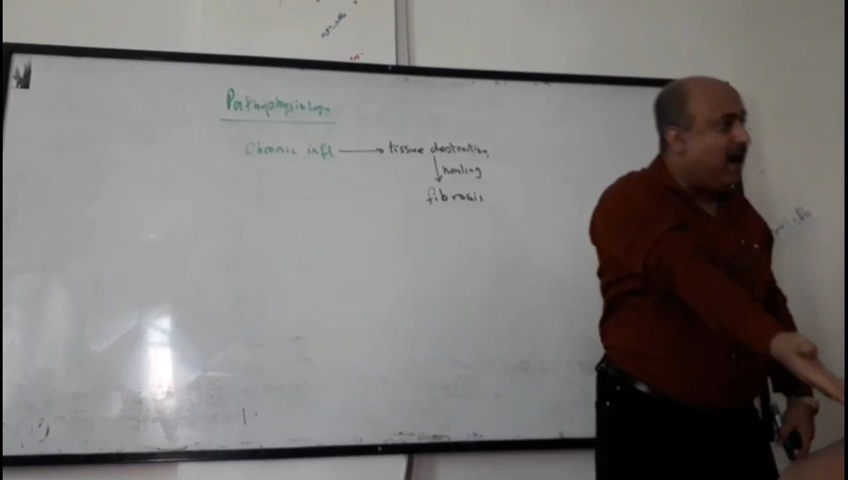 Pathophysiology
Chronic infl → tissue destruction
↓ healing
fibrosis